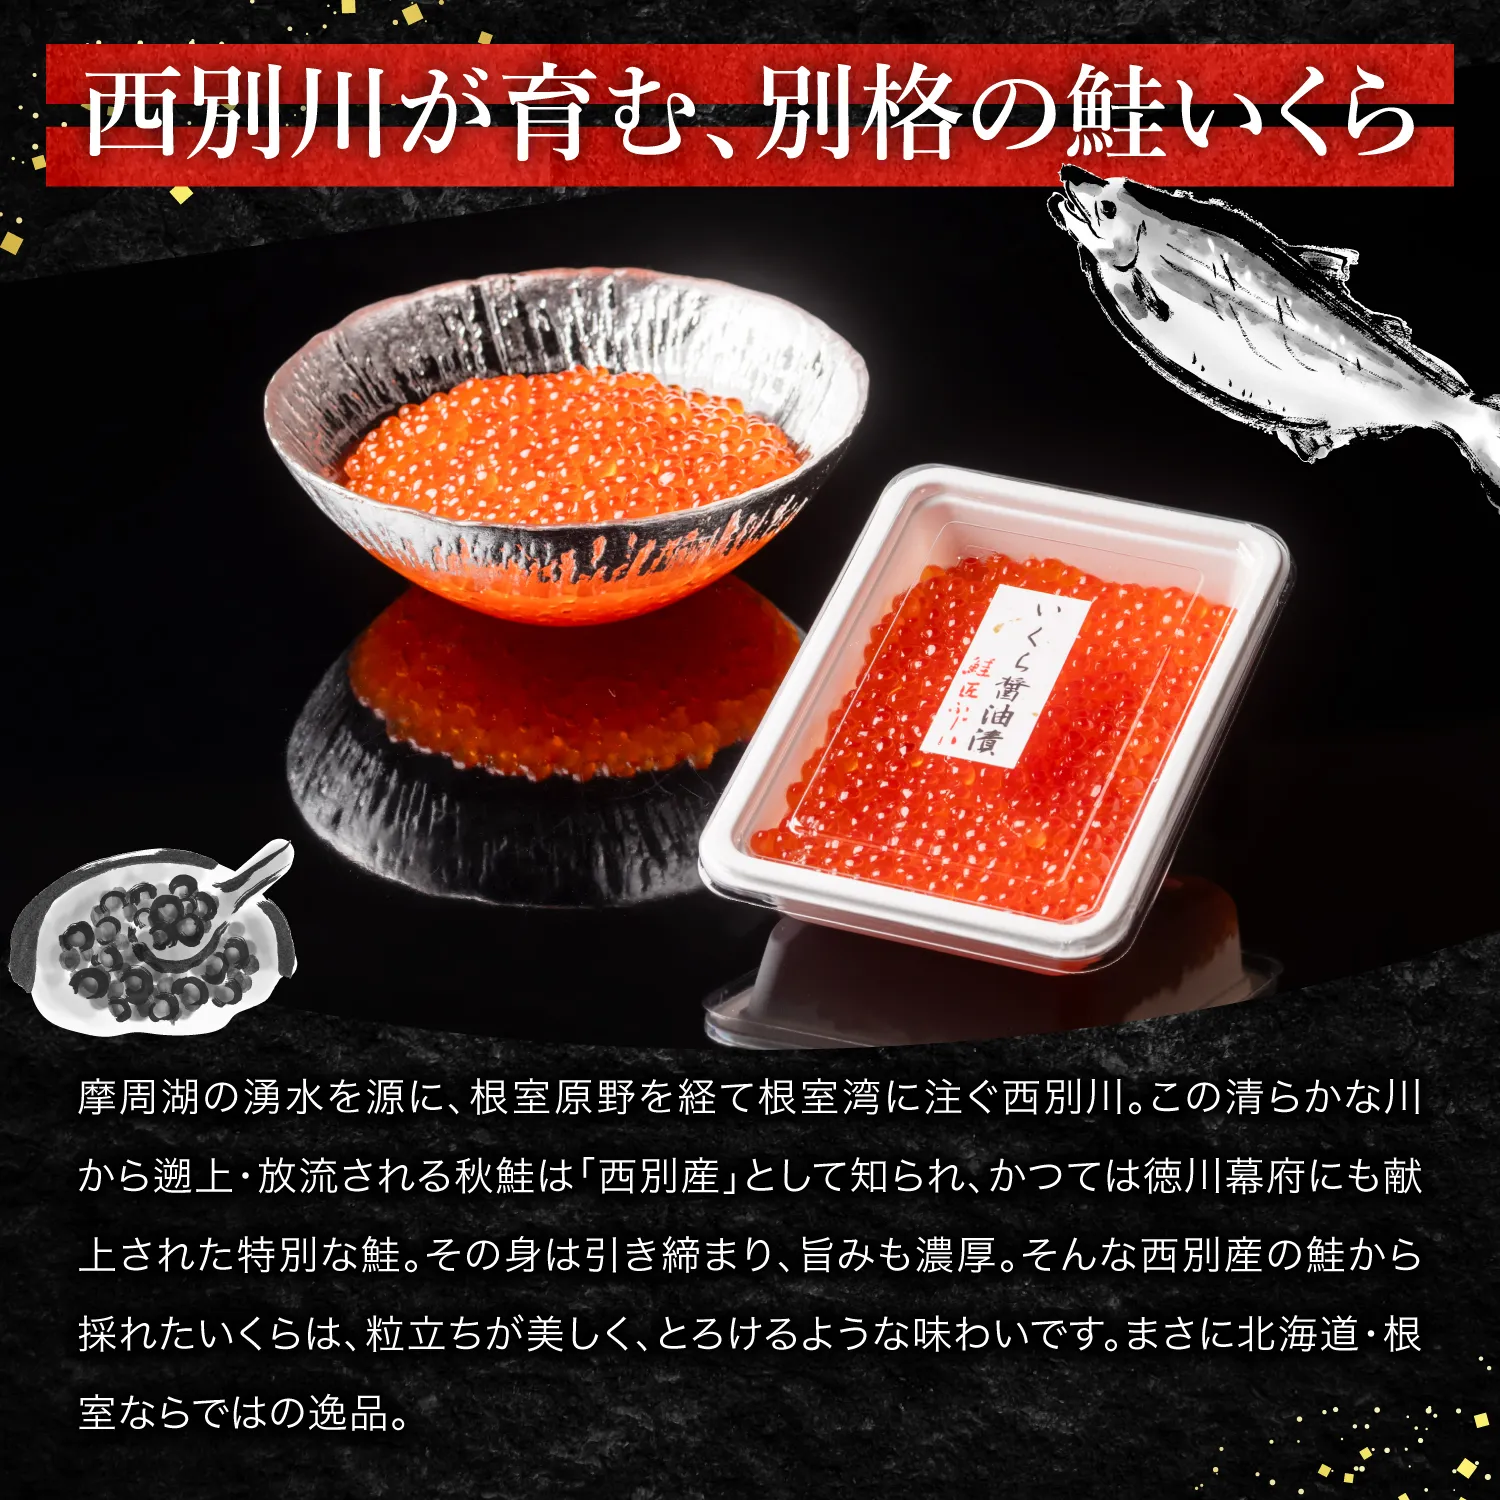 西別川が育む、別格の鮭いくら
いくら醤油漬
鮭匠ふじい
摩周湖の湧水を源に、根室原野を経て根室湾に注ぐ西別川。この清らかな川
から遡上・放流される秋鮭は「西別産」として知られ、かつては徳川幕府にも献
上された特別な鮭。その身は引き締まり、旨みも濃厚。そんな西別産の鮭から
採れたいくらは、粒立ちが美しく、とろけるような味わいです。まさに北海道・根
室ならではの逸品。